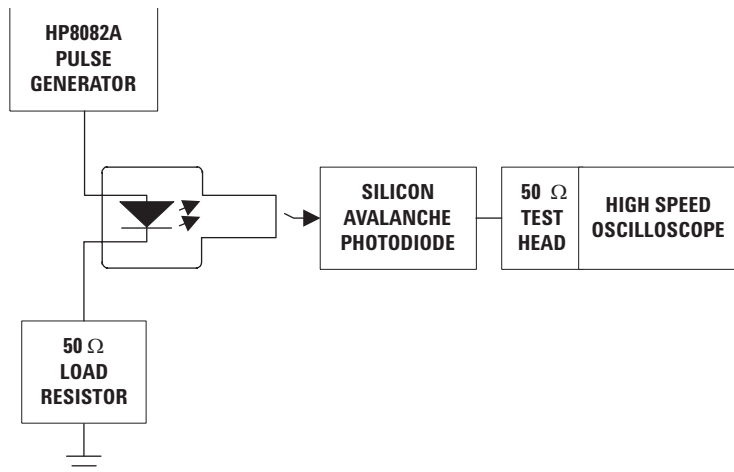 HP8082A
PULSE
GENERATOR
SILICON
AVALANCHE
PHOTODIODE
50 Ω
TEST
HEAD
HIGH SPEED
OSCILLOSCOPE
50 Ω
LOAD
RESISTOR